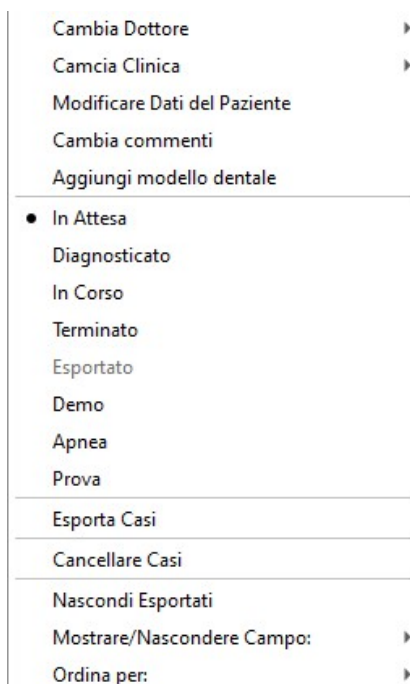 Cambia Dottore
Camcia Clinica
Modificare Dati del Paziente
Cambia commenti
Aggiungi modello dentale
In Attesa
Diagnosticato
In Corso
Terminato
Esportato
Demo
Apnea
Prova
Esporta Casi
Cancellare Casi
Nascondi Esportati
Mostrare/Nascondere Campo:
Ordina per: